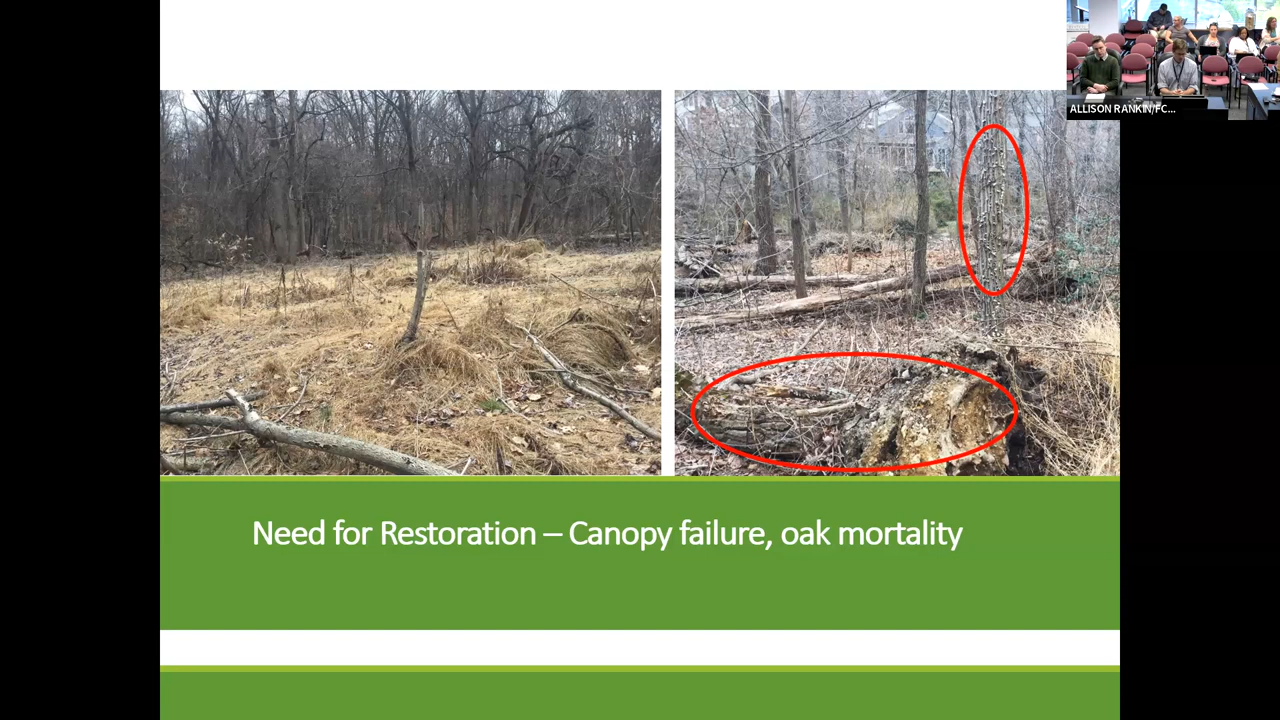 ALLISON RANKIN/FC...
Need for Restoration – Canopy failure, oak mortality